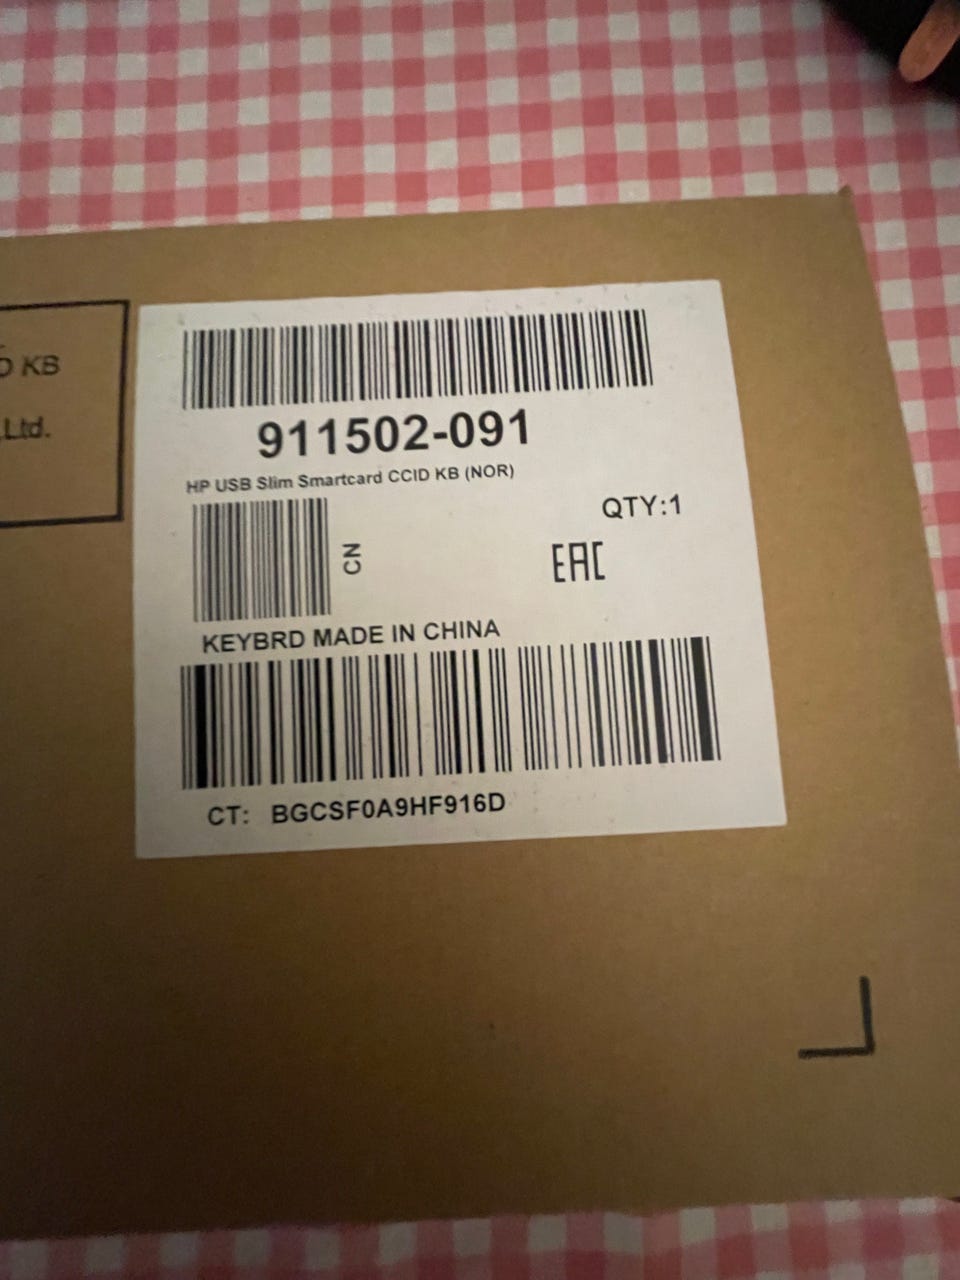 KB
Ltd.
911502-091
HP USB Slim Smartcard CCID KB (NOR)
QTY:1
CN
EAC
KEYBRD MADE IN CHINA
CT: BGCSF0A9HF916D